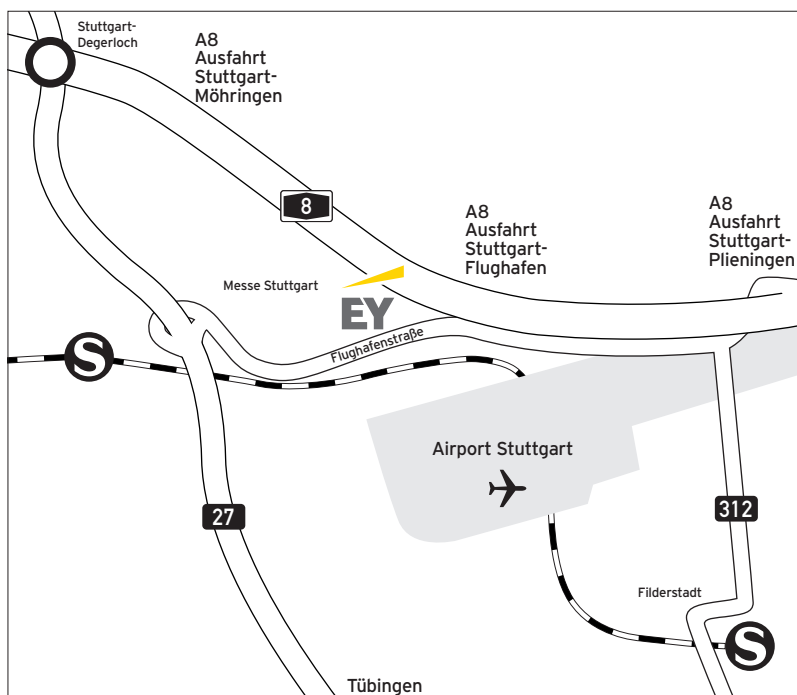 Stuttgart-
Degerloch
A8
Ausfahrt
Stuttgart-
Möhringen
8
A8
Ausfahrt
Stuttgart-
Flughafen
A8
Ausfahrt
Stuttgart-
Plieningen
Messe Stuttgart
EY
Flughafenstraße
S
Airport Stuttgart
27
312
Filderstadt
S
Tübingen